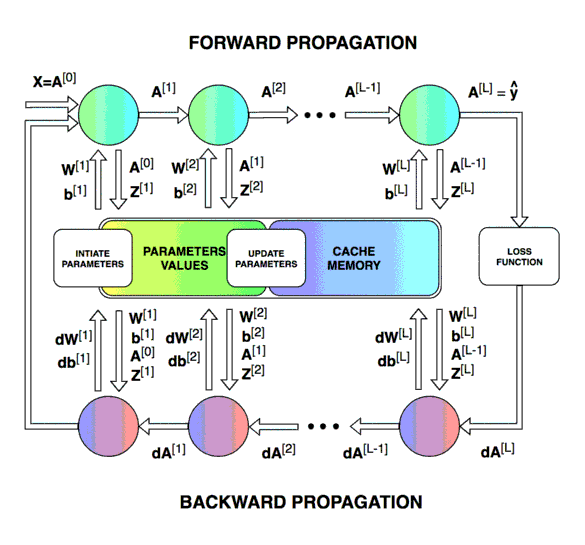 FORWARD PROPAGATION
X=A[0]
A[1]
A[2]
A[L-1]
A[L] = ŷ
W[1]
b[1]
A[0]
Z[1]
W[2]
b[2]
A[1]
Z[2]
W[L]
b[L]
A[L-1]
Z[L]
INTIATE
PARAMETERS
PARAMETERS
VALUES
UPDATE
PARAMETERS
CACHE
MEMORY
LOSS
FUNCTION
dW[1]
db[1]
W[1]
b[1]
A[0]
Z[1]
dW[2]
db[2]
W[2]
b[2]
A[1]
Z[2]
dW[L]
db[L]
W[L]
b[L]
A[L-1]
Z[L]
dA[1]
dA[2]
dA[L-1]
dA[L]
BACKWARD PROPAGATION